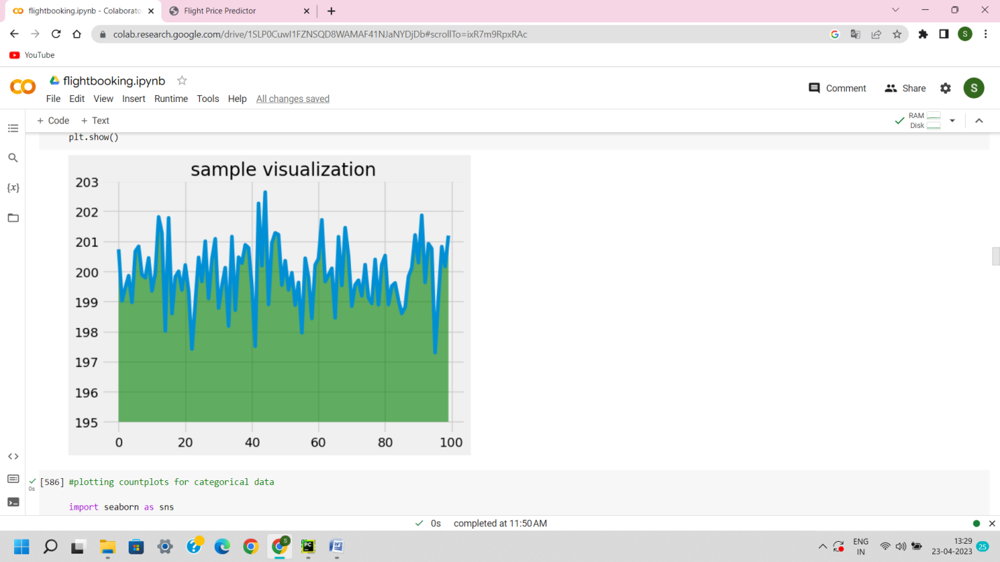 flightbooking.ipynb - Colaborato
Flight Price Predictor
colab.research.google.com/drive/1SLP0CuwI1FZNSQD8WAMAF41NJaNYDjDb#scrollTo=ixR7m9RpxRAc
S
YouTube
flightbooking.ipynb
Comment
Share
S
File Edit View Insert Runtime Tools Help All changes saved
+ Code + Text
RAM
Disk
plt.show()
{x}
sample visualization
203
202
201
200
199
198
197
196
195
0 20 40 60 80 100
[586] #plotting countplots for categorical data
0s
import seaborn as sns
0s completed at 11:50 AM
S
PC
W
ENG
IN
13:29
23-04-2023
25